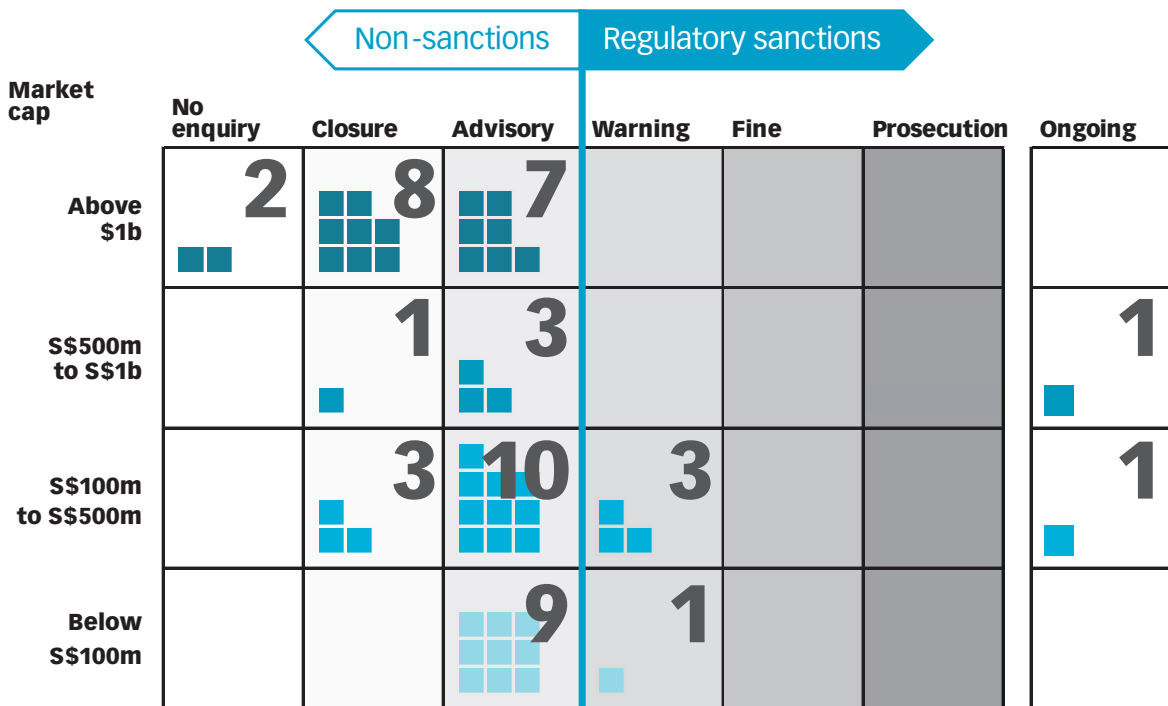 Non-sanctions Regulatory sanctions
Market
cap
No
enquiry Closure Advisory Warning Fine Prosecution Ongoing
Above
$1b
2 8 7
S$500m
to S$1b
1 3 1
S$100m
to S$500m
3 10 3 1
Below
S$100m
9 1